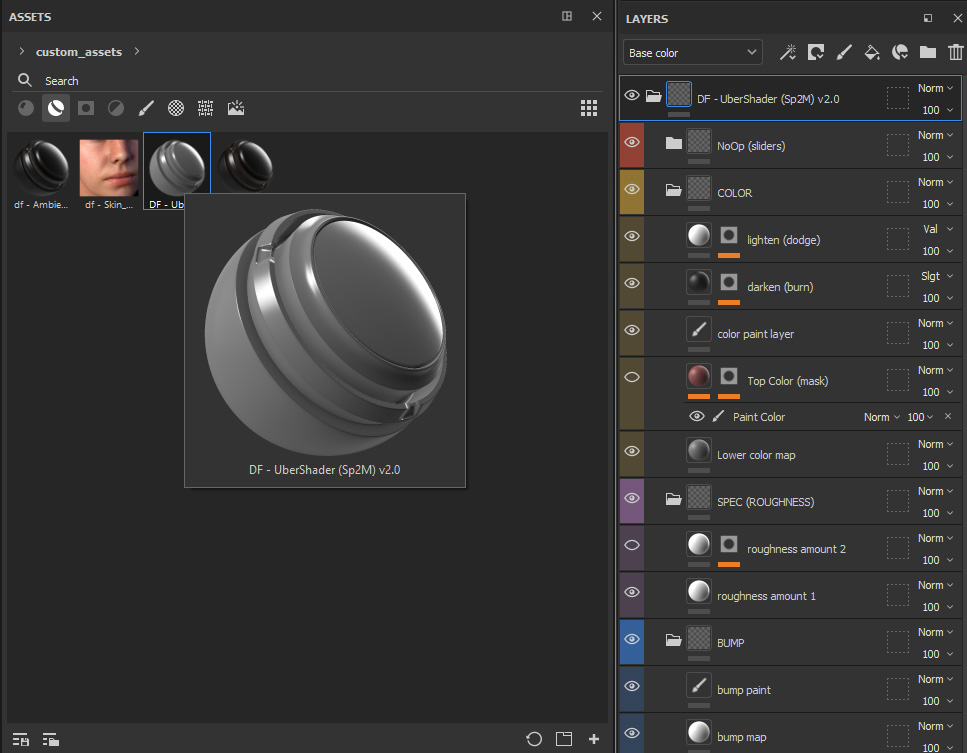 ASSETS
custom_assets
Search
df - Ambie...
df - Skin_...
DF - Ub
DF - UberShader (Sp2M) v2.0
LAYERS
Base color
DF - UberShader (Sp2M) v2.0
Norm
100
NoOp (sliders)
Norm
100
COLOR
Norm
100
lighten (dodge)
Val
100
darken (burn)
Slgt
100
color paint layer
Norm
100
Top Color (mask)
Norm
100
Paint Color
Norm 100
Lower color map
Norm
100
SPEC (ROUGHNESS)
Norm
100
roughness amount 2
Norm
100
roughness amount 1
Norm
100
BUMP
Norm
100
bump paint
Norm
100
bump map
Norm
100